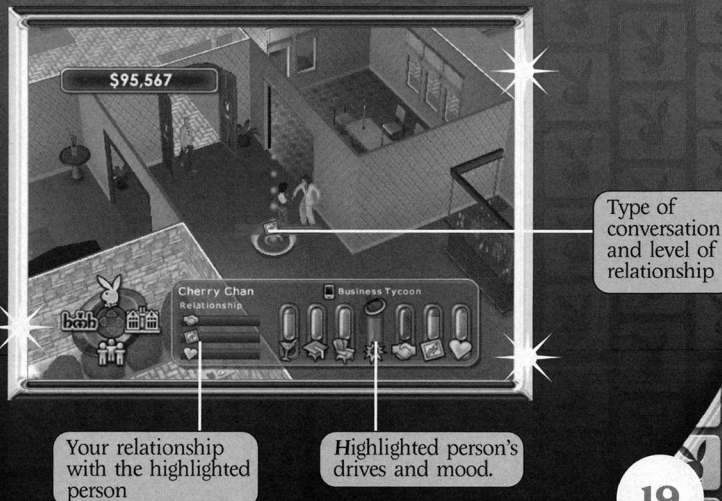 $95,567
Type of
conversation
and level of
relationship
Cherry Chan
Business Tycoon
Relationship
Your relationship
with the highlighted
person
Highlighted person's
drives and mood.
19